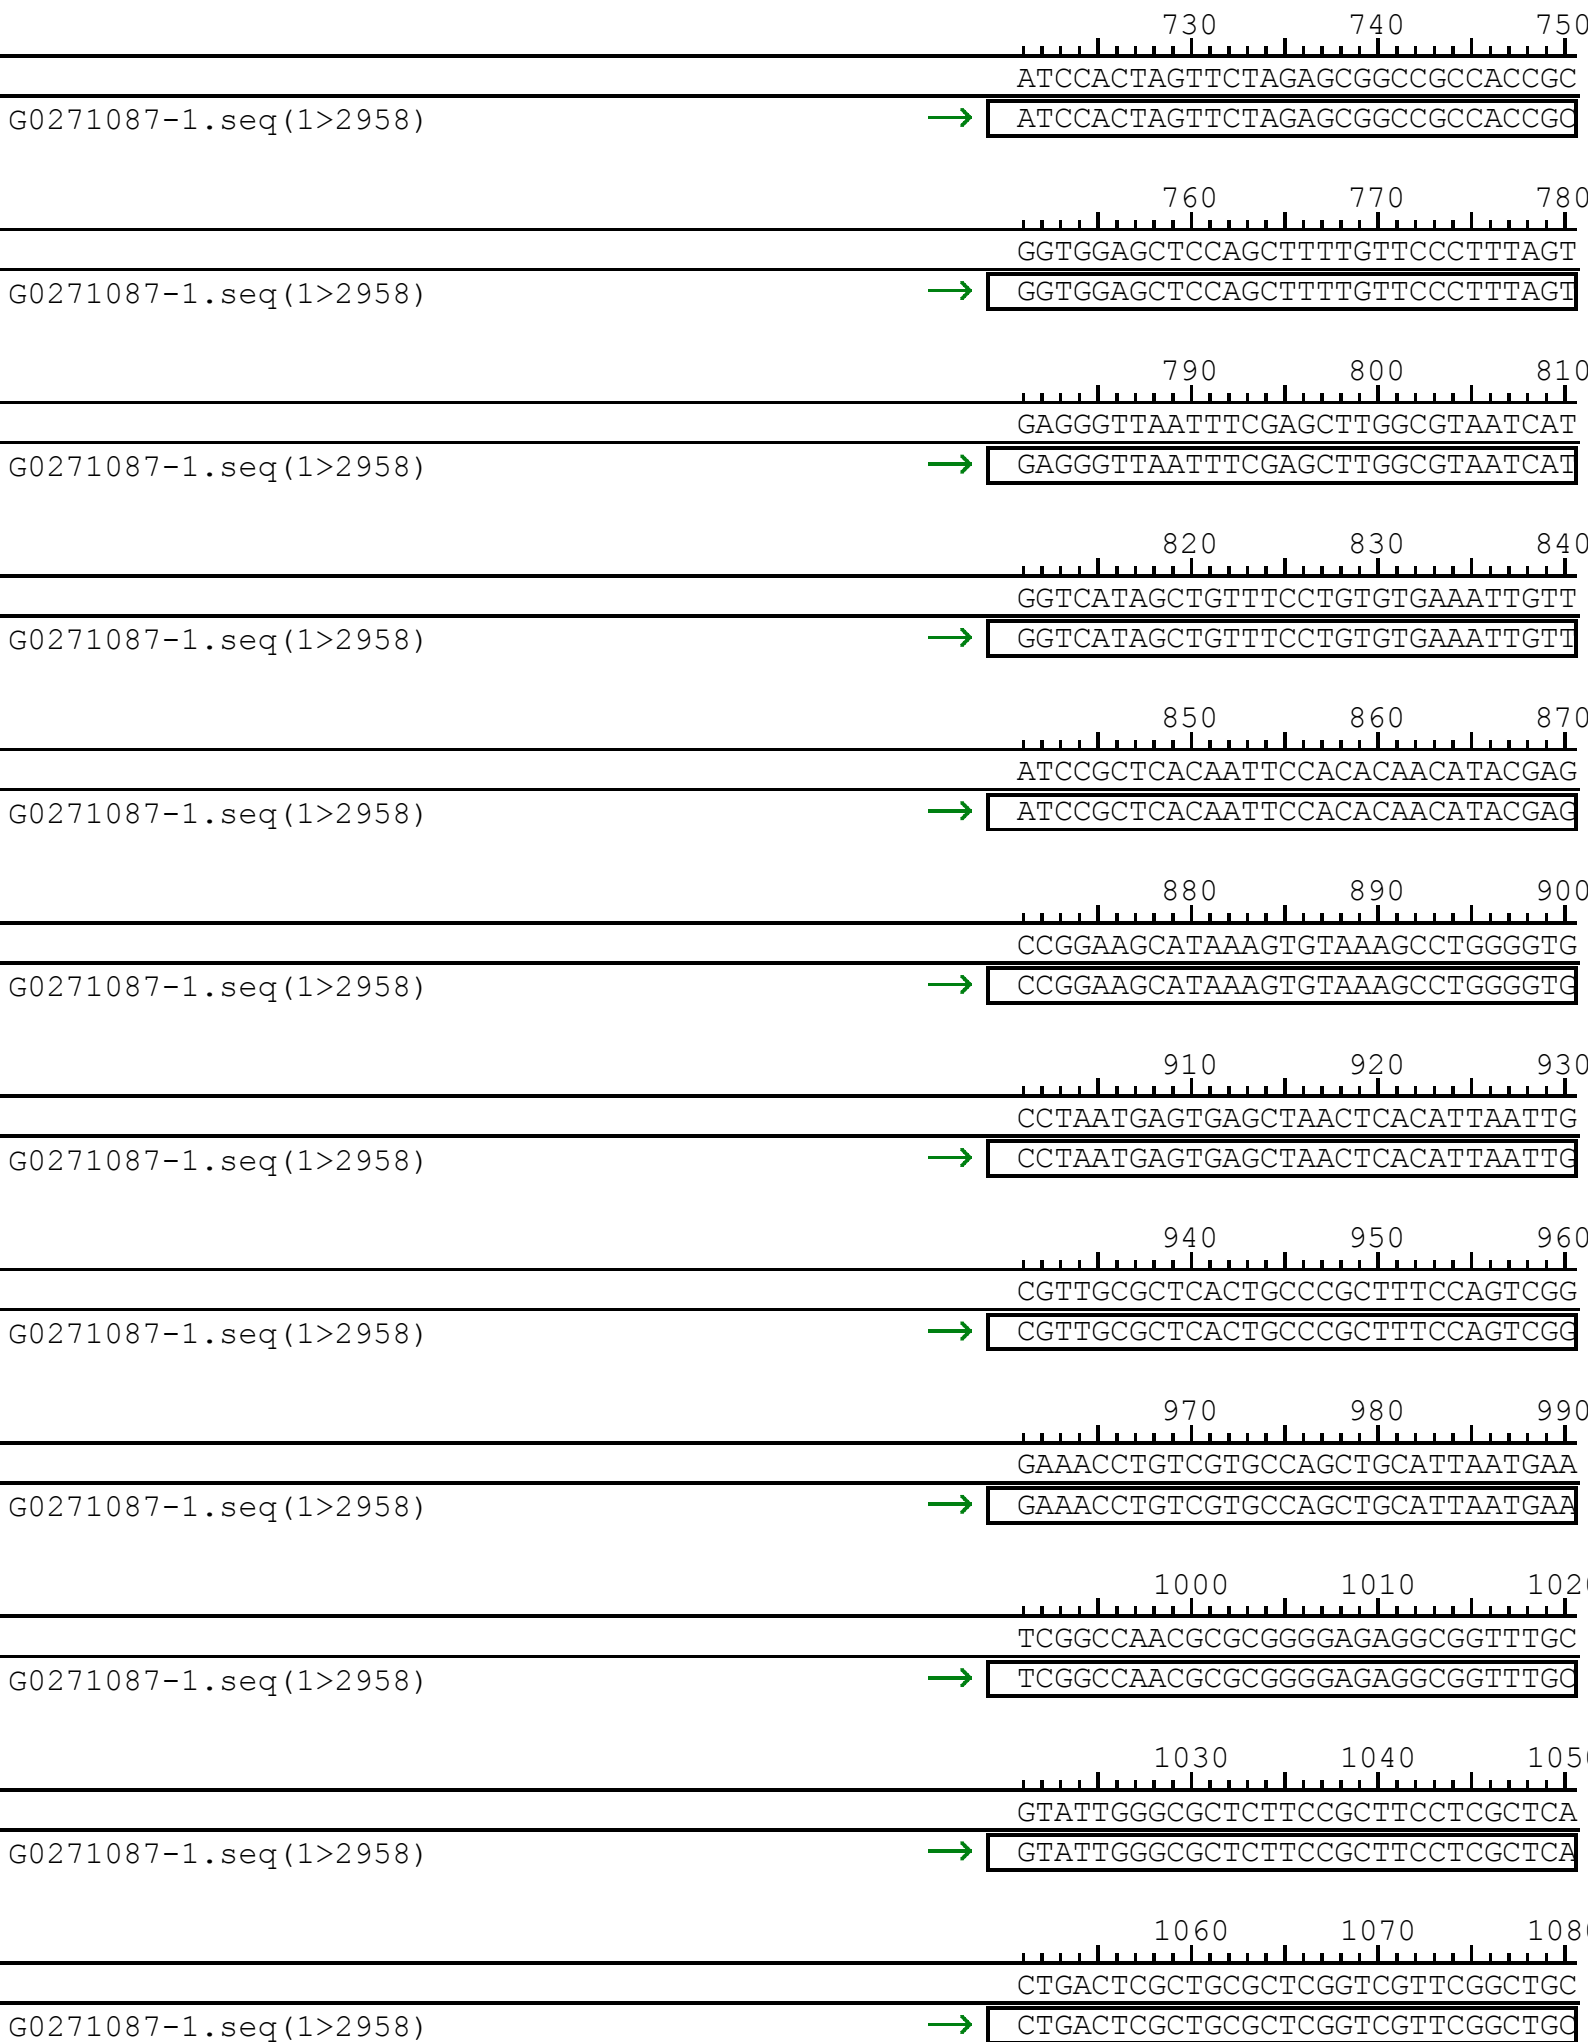 730 740 750
ATCCACTAGTTCTAGAGCGGCCGCCACCGC
G0271087-1.seq(1>2958) → ATCCACTAGTTCTAGAGCGGCCGCCACCGC
760 770 780
GGTGGAGCTCCAGCTTTTGTTCCCTTTAGT
G0271087-1.seq(1>2958) → GGTGGAGCTCCAGCTTTTGTTCCCTTTAGT
790 800 810
GAGGGTTAATTTCGAGCTTGGCGTAATCAT
G0271087-1.seq(1>2958) → GAGGGTTAATTTCGAGCTTGGCGTAATCAT
820 830 840
GGTCATAGCTGTTTCCTGTGTGAAATTGTT
G0271087-1.seq(1>2958) → GGTCATAGCTGTTTCCTGTGTGAAATTGTT
850 860 870
ATCCGCTCACAATTCCACACAACATACGAG
G0271087-1.seq(1>2958) → ATCCGCTCACAATTCCACACAACATACGAG
880 890 900
CCGGAAGCATAAAGTGTAAAGCCTGGGGTG
G0271087-1.seq(1>2958) → CCGGAAGCATAAAGTGTAAAGCCTGGGGTG
910 920 930
CCTAATGAGTGAGCTAACTCACATTAATTG
G0271087-1.seq(1>2958) → CCTAATGAGTGAGCTAACTCACATTAATTG
940 950 960
CGTTGCGCTCACTGCCCGCTTTCCAGTCGG
G0271087-1.seq(1>2958) → CGTTGCGCTCACTGCCCGCTTTCCAGTCGG
970 980 990
GAAACCTGTCGTGCCAGCTGCATTAATGAA
G0271087-1.seq(1>2958) → GAAACCTGTCGTGCCAGCTGCATTAATGAA
1000 1010 1020
TCGGCCAACGCGCGGGGAGAGGCGGTTTGC
G0271087-1.seq(1>2958) → TCGGCCAACGCGCGGGGAGAGGCGGTTTGC
1030 1040 1050
GTATTGGGCGCTCTTCCGCTTCCTCGCTCA
G0271087-1.seq(1>2958) → GTATTGGGCGCTCTTCCGCTTCCTCGCTCA
1060 1070 1080
CTGACTCGCTGCGCTCGGTCGTTCGGCTGC
G0271087-1.seq(1>2958) → CTGACTCGCTGCGCTCGGTCGTTCGGCTGC